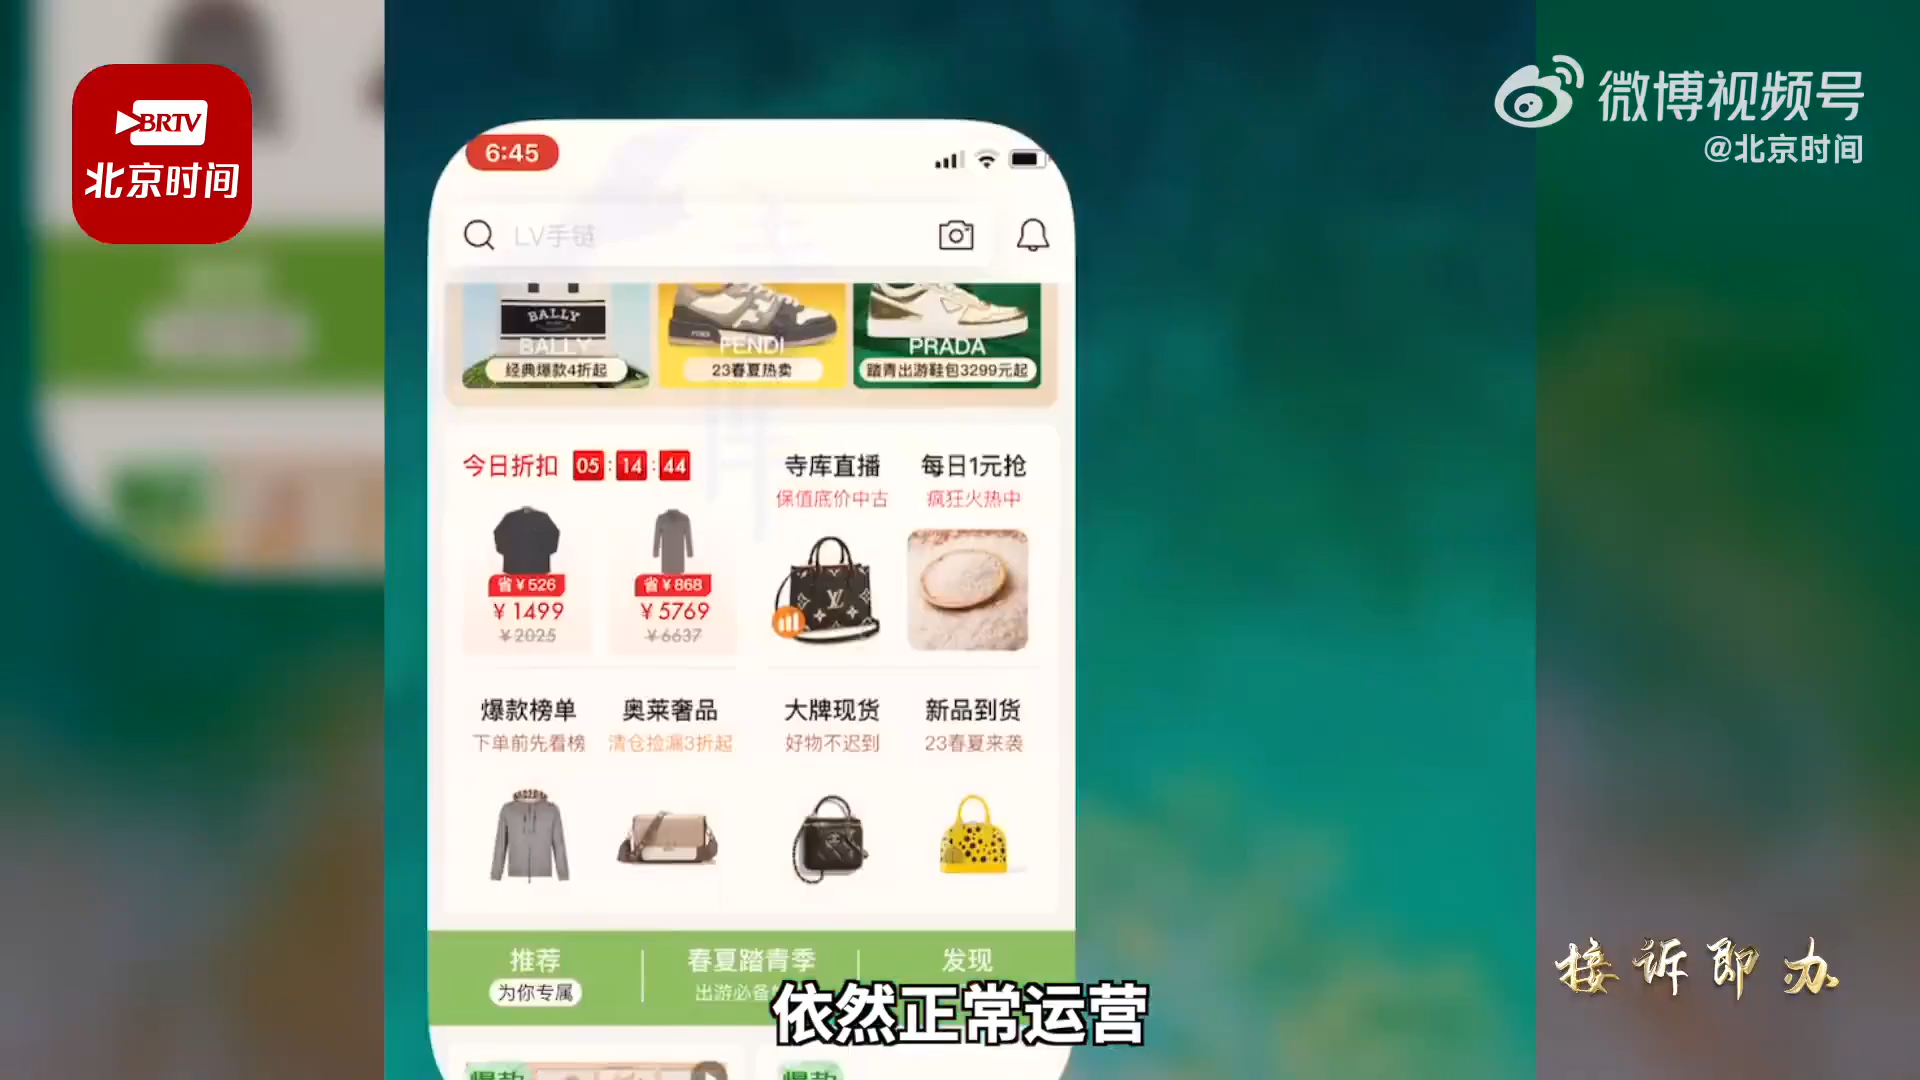 BRTV
北京时间
微博视频号
@北京时间
6:45
LV手链
BALLY
BALLY
经典爆款4折起
FENDI
23春夏热卖
PRADA
踏青出游鞋包3299元起
今日折扣 05:14:44
寺库直播
每日1元抢
保值底价中古
疯狂火热中
省¥526
¥1499
¥2025
省¥868
¥5769
¥6637
爆款榜单
奥莱奢品
大牌现货
新品到货
下单前先看榜
清仓捡漏3折起
好物不迟到
23春夏来袭
推荐
春夏踏青季
发现
为你专属
出游必备
依然正常运营
接诉即办